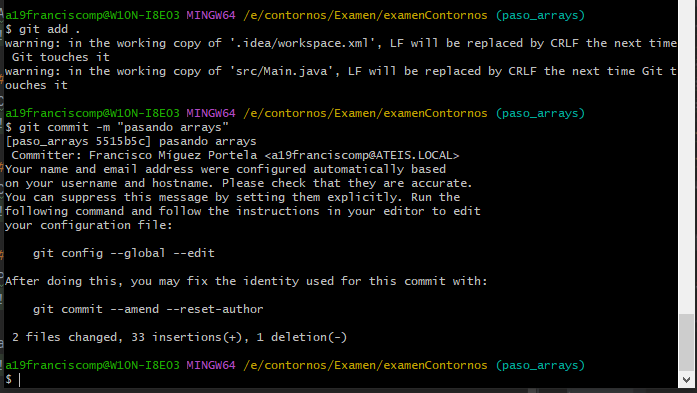 a19franciscomp@W10N-I8E03 MINGW64 /e/contornos/Examen/examenContornos (paso_arrays)
$ git add .
warning: in the working copy of '.idea/workspace.xml', LF will be replaced by CRLF the next time
 Git touches it
warning: in the working copy of 'src/Main.java', LF will be replaced by CRLF the next time Git t
ouches it
a19franciscomp@W10N-I8E03 MINGW64 /e/contornos/Examen/examenContornos (paso_arrays)
$ git commit -m "pasando arrays"
[paso_arrays 5515b5c] pasando arrays
 Committer: Francisco Míguez Portela <a19franciscomp@ATEIS.LOCAL>
Your name and email address were configured automatically based
on your username and hostname. Please check that they are accurate.
You can suppress this message by setting them explicitly. Run the
following command and follow the instructions in your editor to edit
your configuration file:
    git config --global --edit
After doing this, you may fix the identity used for this commit with:
    git commit --amend --reset-author
 2 files changed, 33 insertions(+), 1 deletion(-)
a19franciscomp@W10N-I8E03 MINGW64 /e/contornos/Examen/examenContornos (paso_arrays)
$